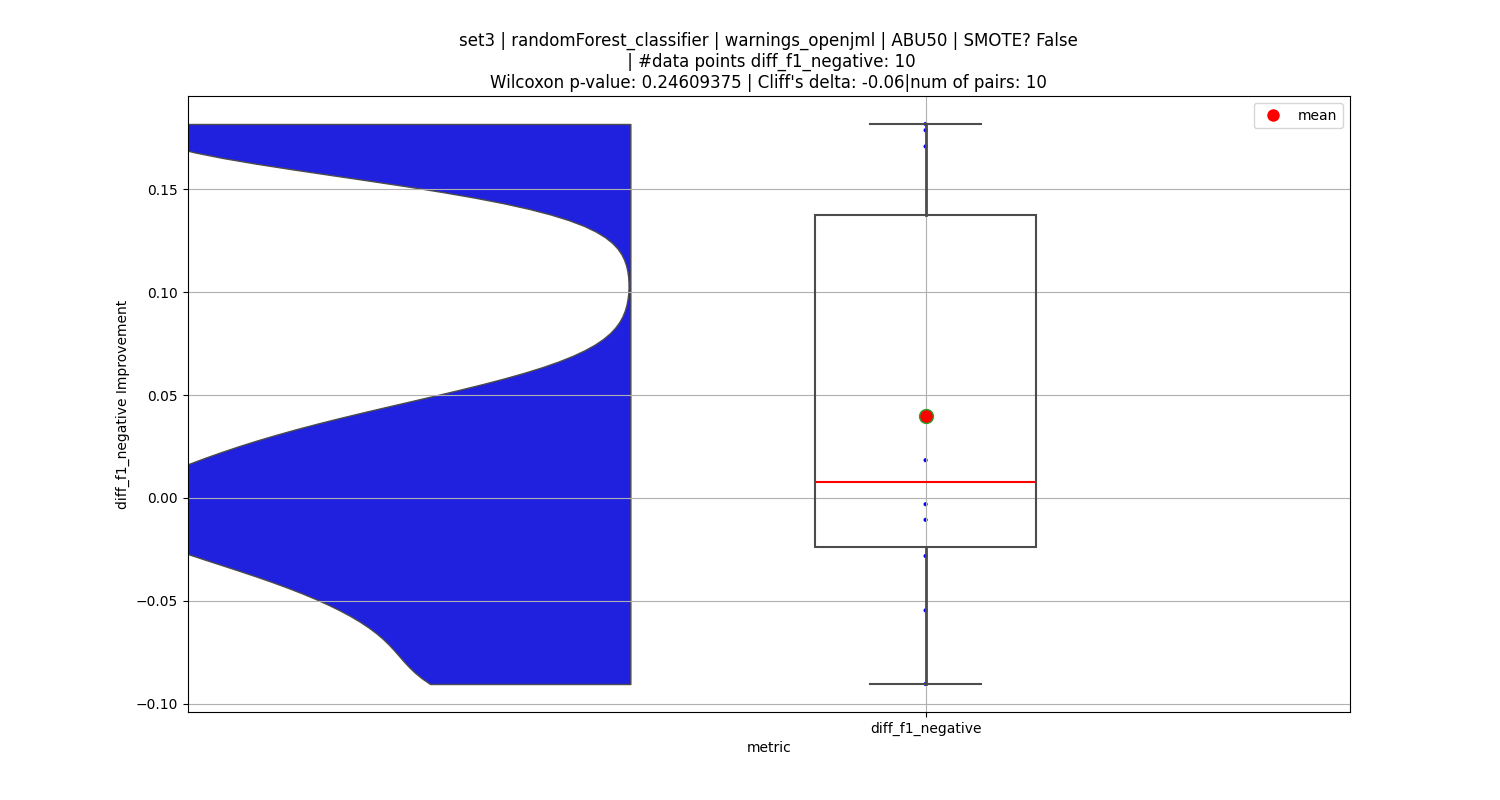 set3 | randomForest_classifier | warnings_openjml | ABU50 | SMOTE? False
| #data points diff_f1_negative: 10
Wilcoxon p-value: 0.24609375 | Cliff's delta: -0.06|num of pairs: 10
mean
0.15
0.10
0.05
0.00
−0.05
−0.10
diff_f1_negative Improvement
diff_f1_negative
metric